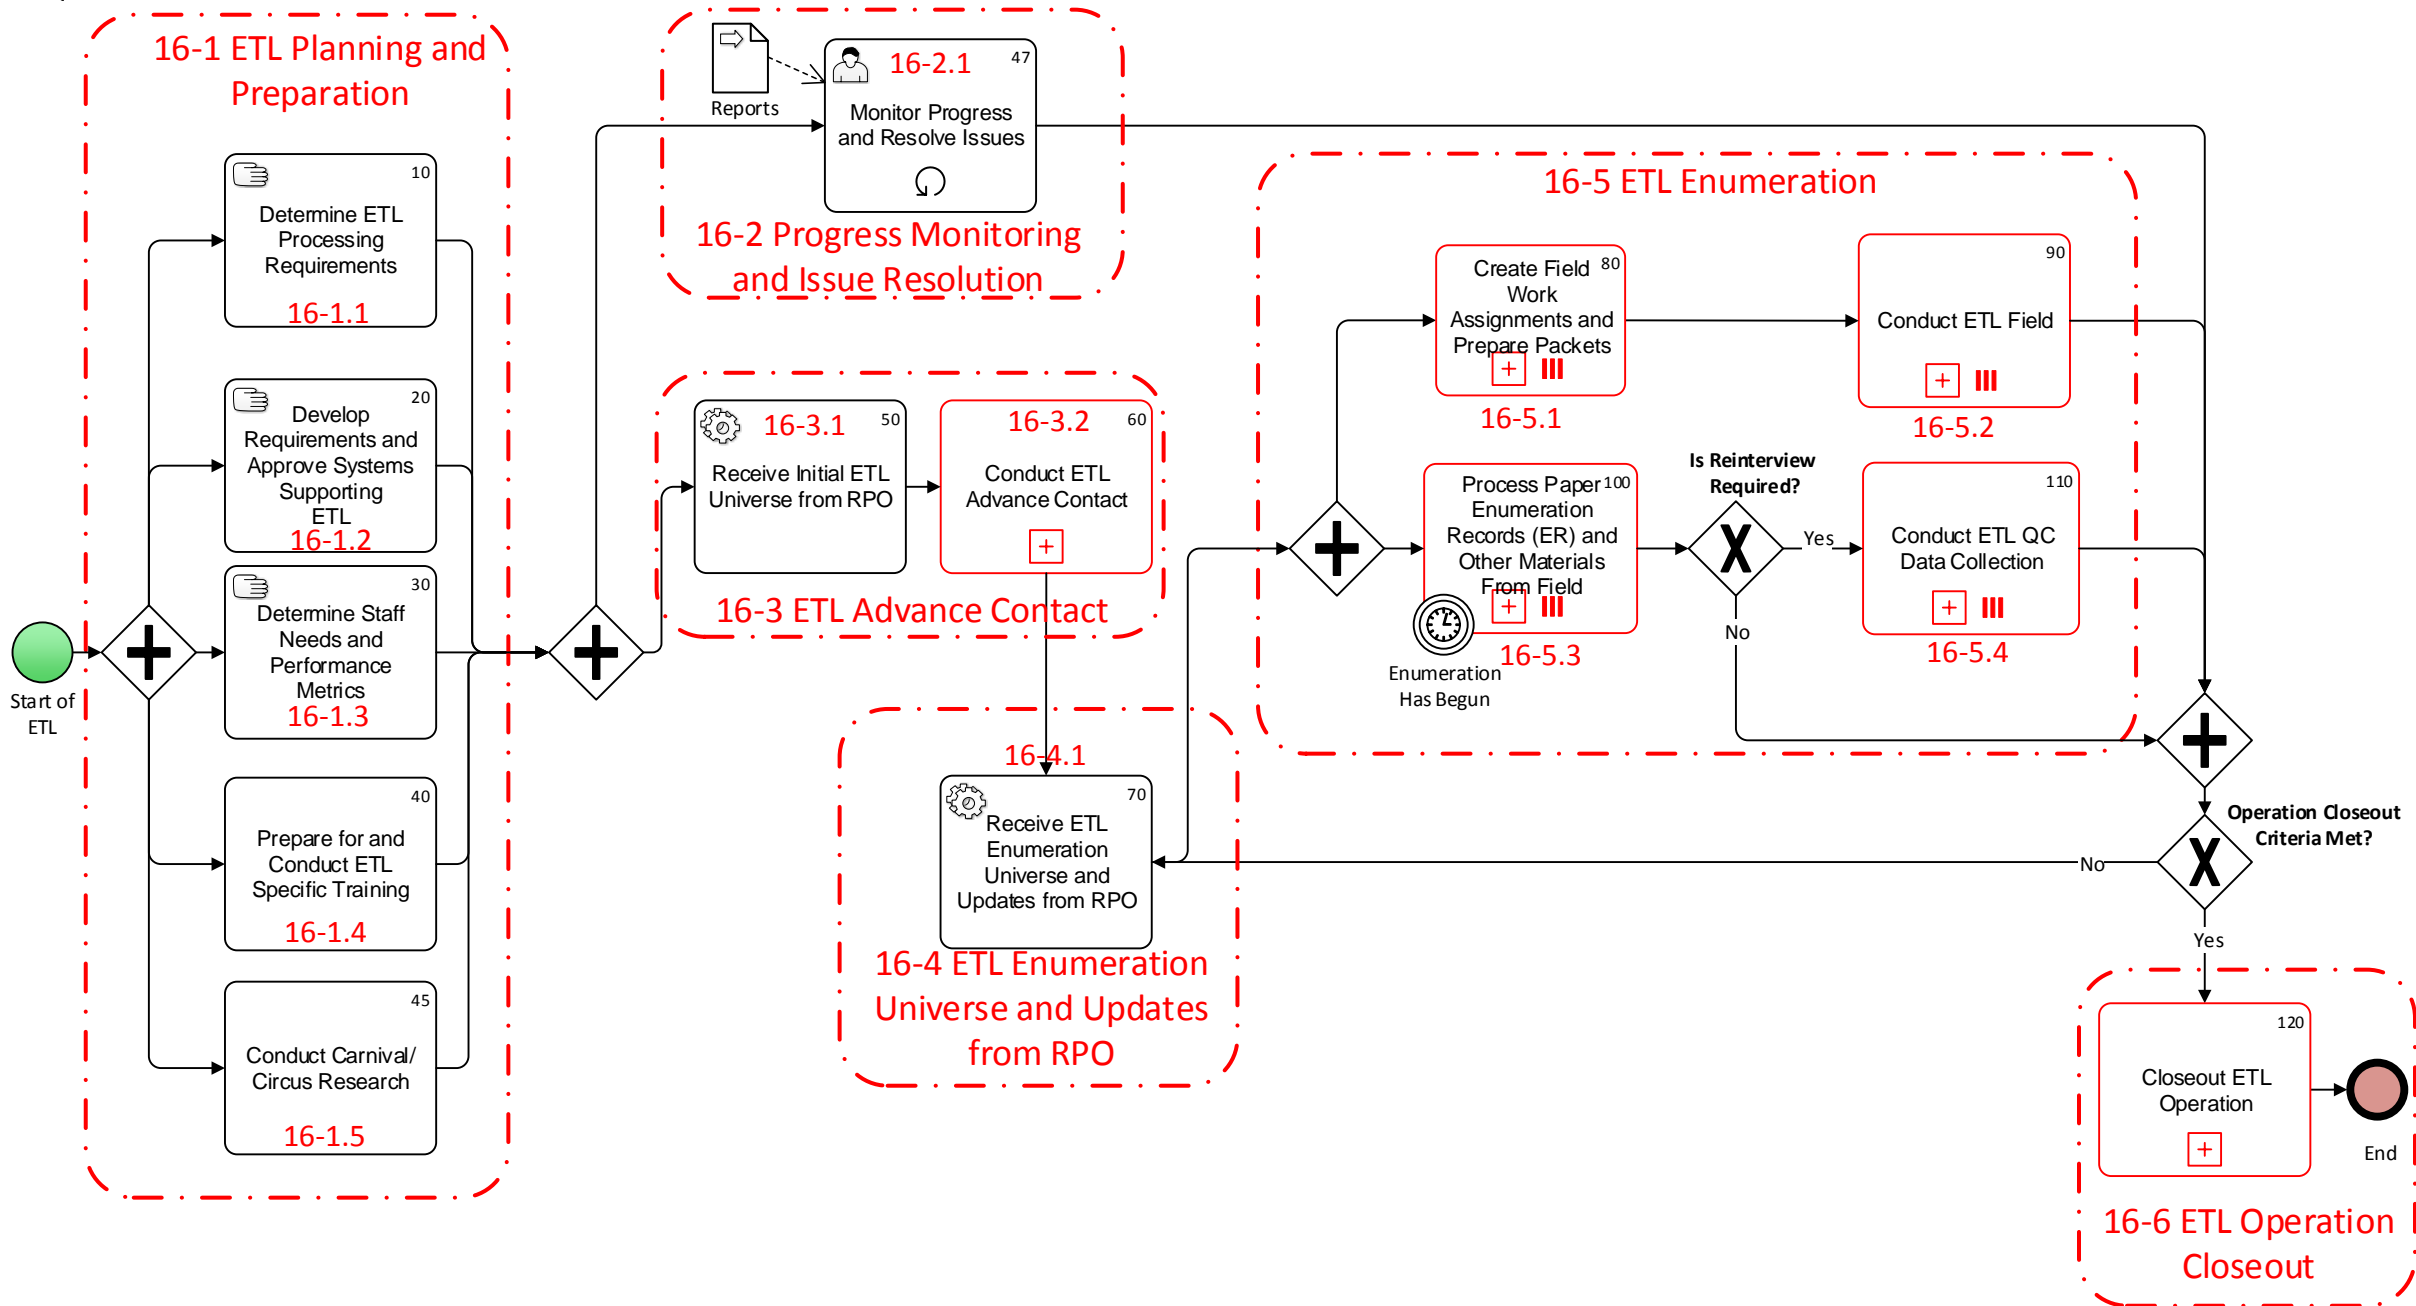 16-1 ETL Planning and
Preparation
10
Determine ETL
Processing
Requirements
16-1.1
20
Develop
Requirements and
Approve Systems
Supporting
ETL
16-1.2
30
Determine Staff
Needs and
Performance
Metrics
16-1.3
40
Prepare for and
Conduct ETL
Specific Training
16-1.4
45
Conduct Carnival/
Circus Research
16-1.5
Start of
ETL
Reports
16-2.1
47
Monitor Progress
and Resolve Issues
16-2 Progress Monitoring
and Issue Resolution
16-3.1
50
Receive Initial ETL
Universe from RPO
16-3.2
60
Conduct ETL
Advance Contact
16-3 ETL Advance Contact
16-4.1
70
Receive ETL
Enumeration
Universe and
Updates from RPO
16-4 ETL Enumeration
Universe and Updates
from RPO
16-5 ETL Enumeration
80
Create Field
Work
Assignments and
Prepare Packets
16-5.1
90
Conduct ETL Field
16-5.2
100
Process Paper
Enumeration
Records (ER) and
Other Materials
From Field
16-5.3
Enumeration
Has Begun
Is Reinterview
Required?
Yes
No
110
Conduct ETL QC
Data Collection
16-5.4
Operation Closeout
Criteria Met?
No
Yes
120
Closeout ETL
Operation
End
16-6 ETL Operation
Closeout